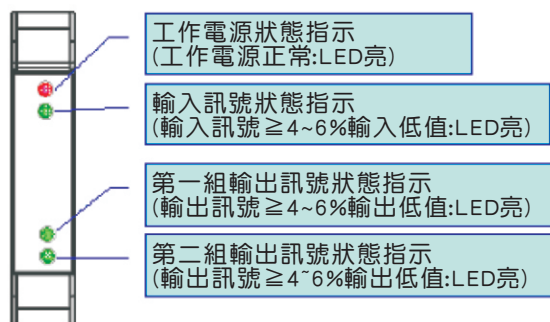 工作電源狀態指示
(工作電源正常:LED亮)
輸入訊號狀態指示
(輸入訊號≧4~6%輸入低值:LED亮)
第一組輸出訊號狀態指示
(輸出訊號≧4~6%輸出低值:LED亮)
第二組輸出訊號狀態指示
(輸出訊號≧4~6%輸出低值:LED亮)